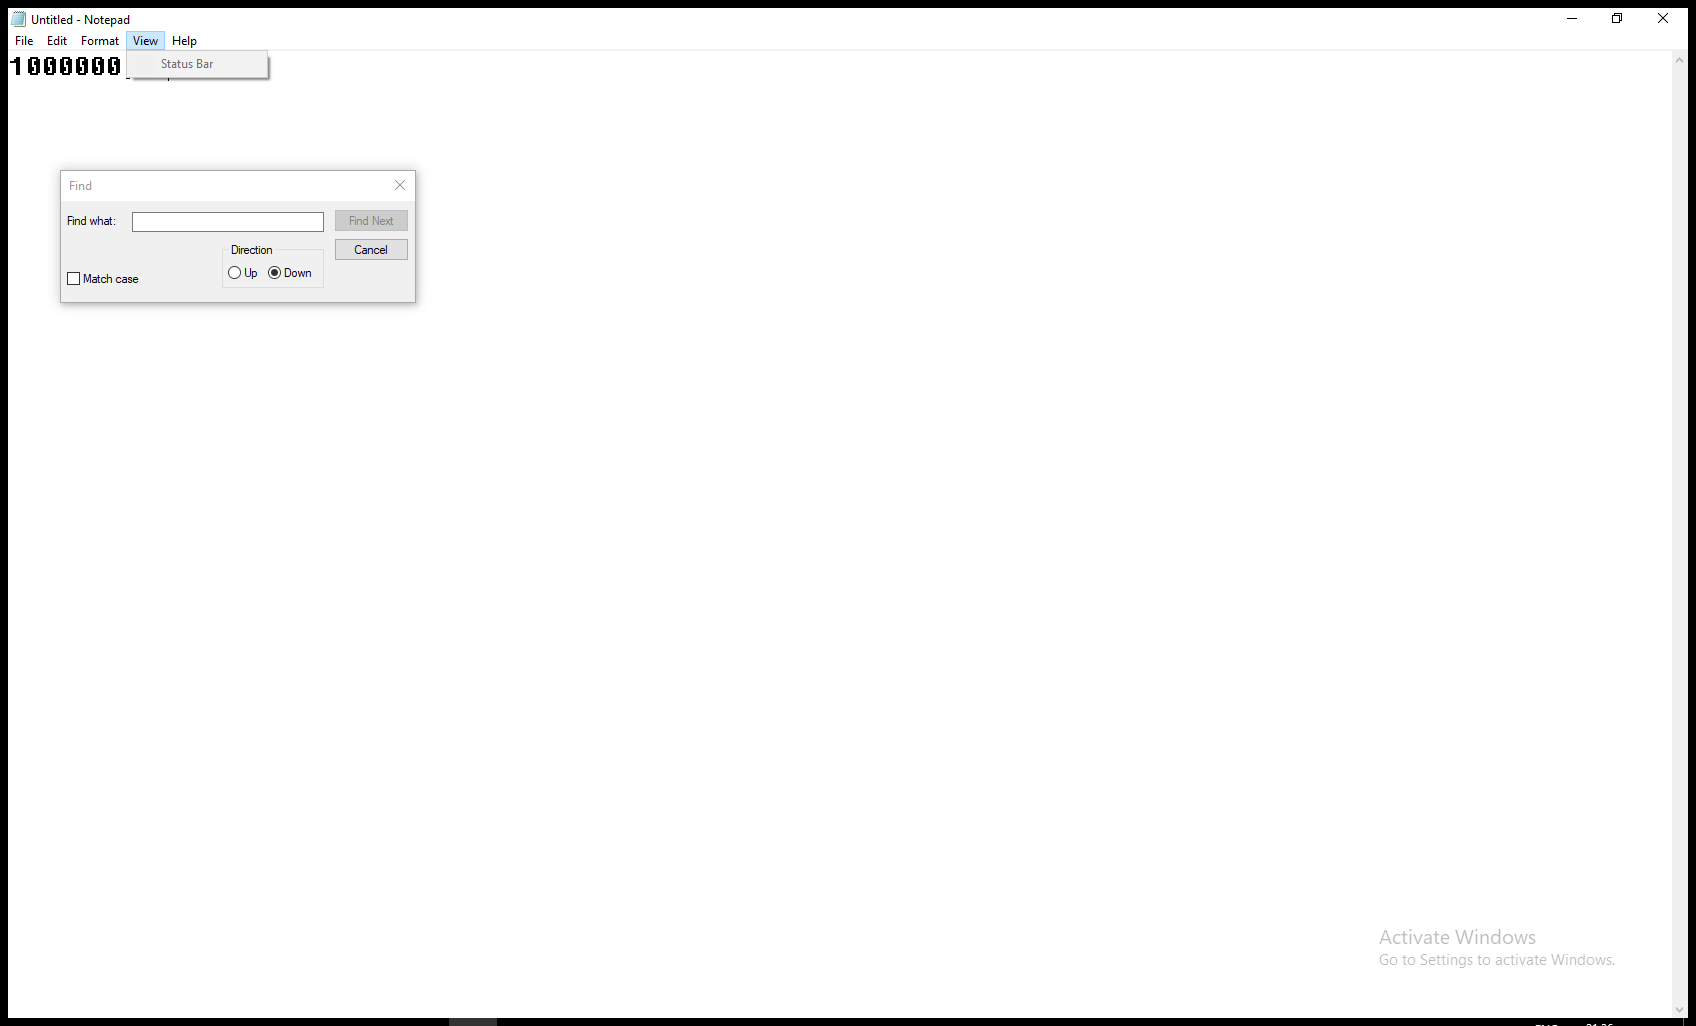 Untitled - Notepad
File Edit Format View Help
Status Bar
1000000
Find
Find what:
Find Next
Direction
Cancel
Up Down
Match case
Activate Windows
Go to Settings to activate Windows.